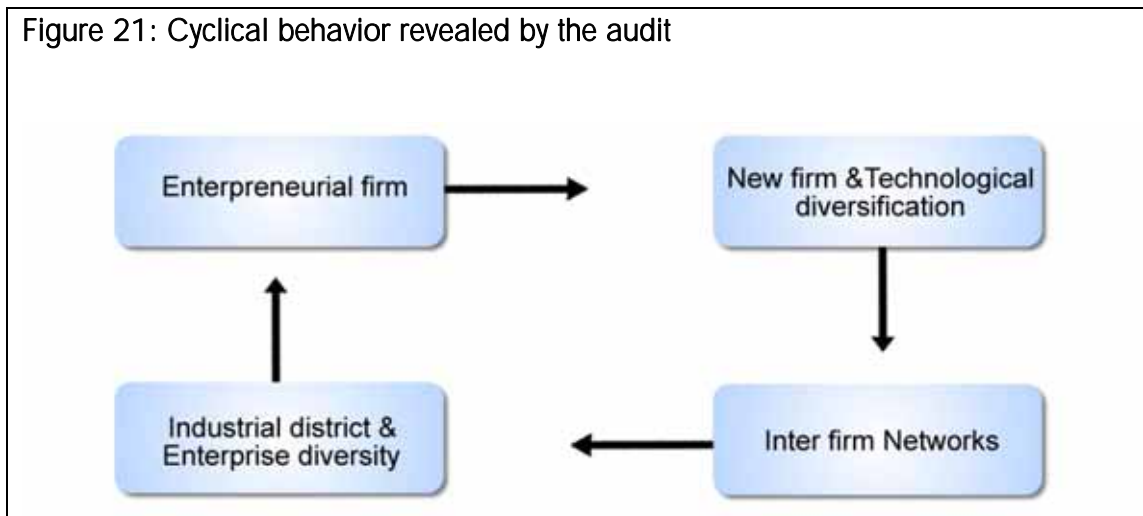 Figure 21: Cyclical behavior revealed by the audit
Enterpreneurial firm
New firm &Technological
diversification
Industrial district &
Enterprise diversity
Inter firm Networks